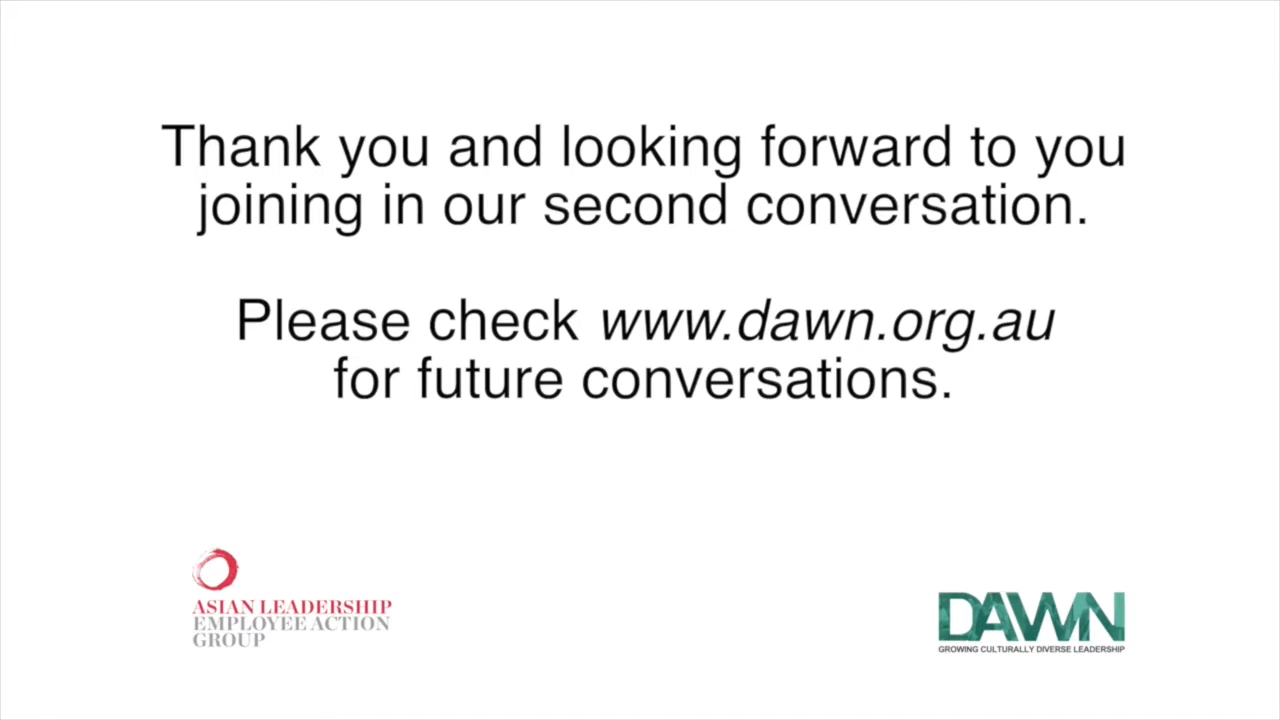 Thank you and looking forward to you
joining in our second conversation.
Please check www.dawn.org.au
for future conversations.
ASIAN LEADERSHIP
EMPLOYEE ACTION
GROUP
DAWN
GROWING CULTURALLY DIVERSE LEADERSHIP